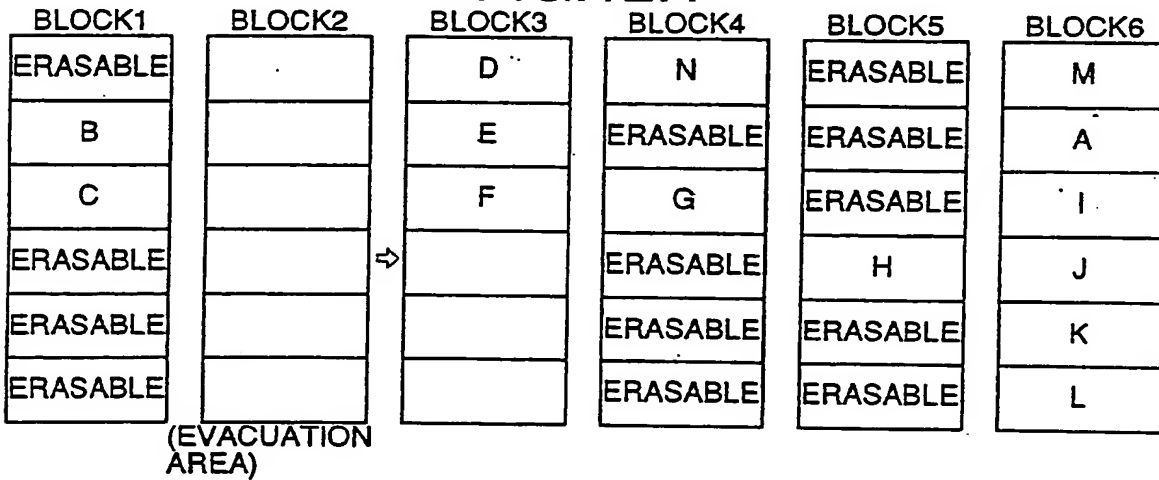 BLOCK1 BLOCK2 BLOCK3 BLOCK4 BLOCK5 BLOCK6
ERASABLE D N ERASABLE M
B E ERASABLE ERASABLE A
C F G ERASABLE I
ERASABLE ⇨ ERASABLE H J
ERASABLE ERASABLE ERASABLE K
ERASABLE ERASABLE ERASABLE L
(EVACUATION
AREA)